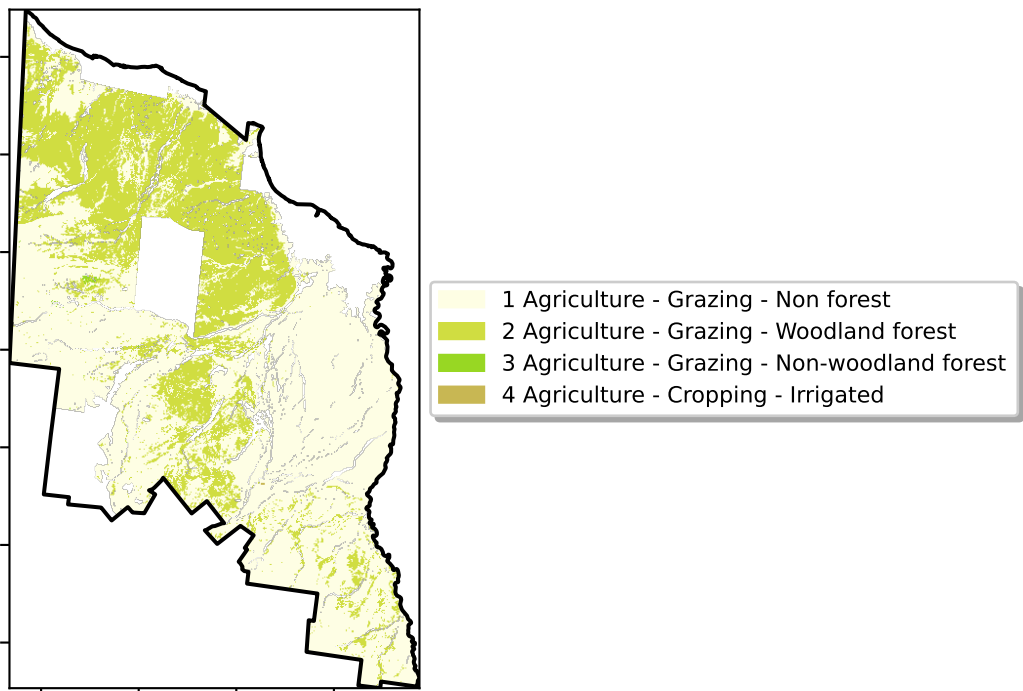 1 Agriculture - Grazing - Non forest
2 Agriculture - Grazing - Woodland forest
3 Agriculture - Grazing - Non-woodland forest
4 Agriculture - Cropping - Irrigated